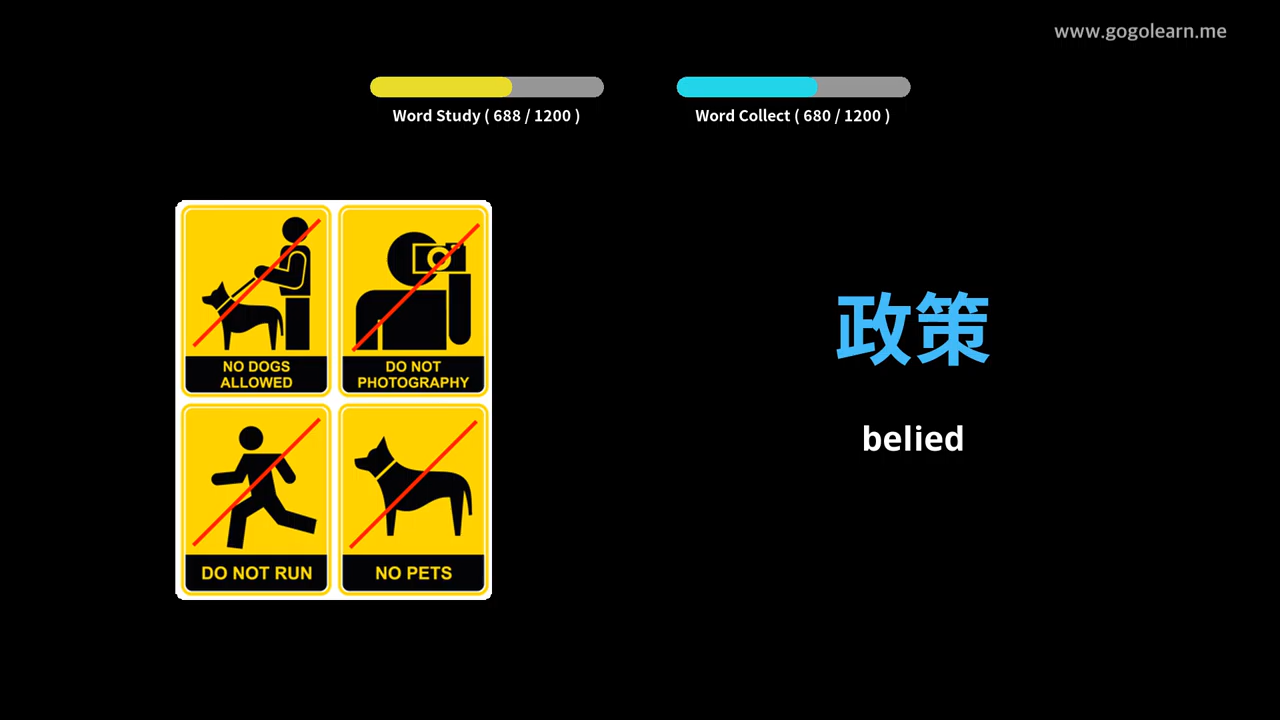 www.gogolearn.me
Word Study ( 688 / 1200 )
Word Collect ( 680 / 1200 )
NO DOGS
ALLOWED
DO NOT
PHOTOGRAPHY
DO NOT RUN
NO PETS
政策
belied